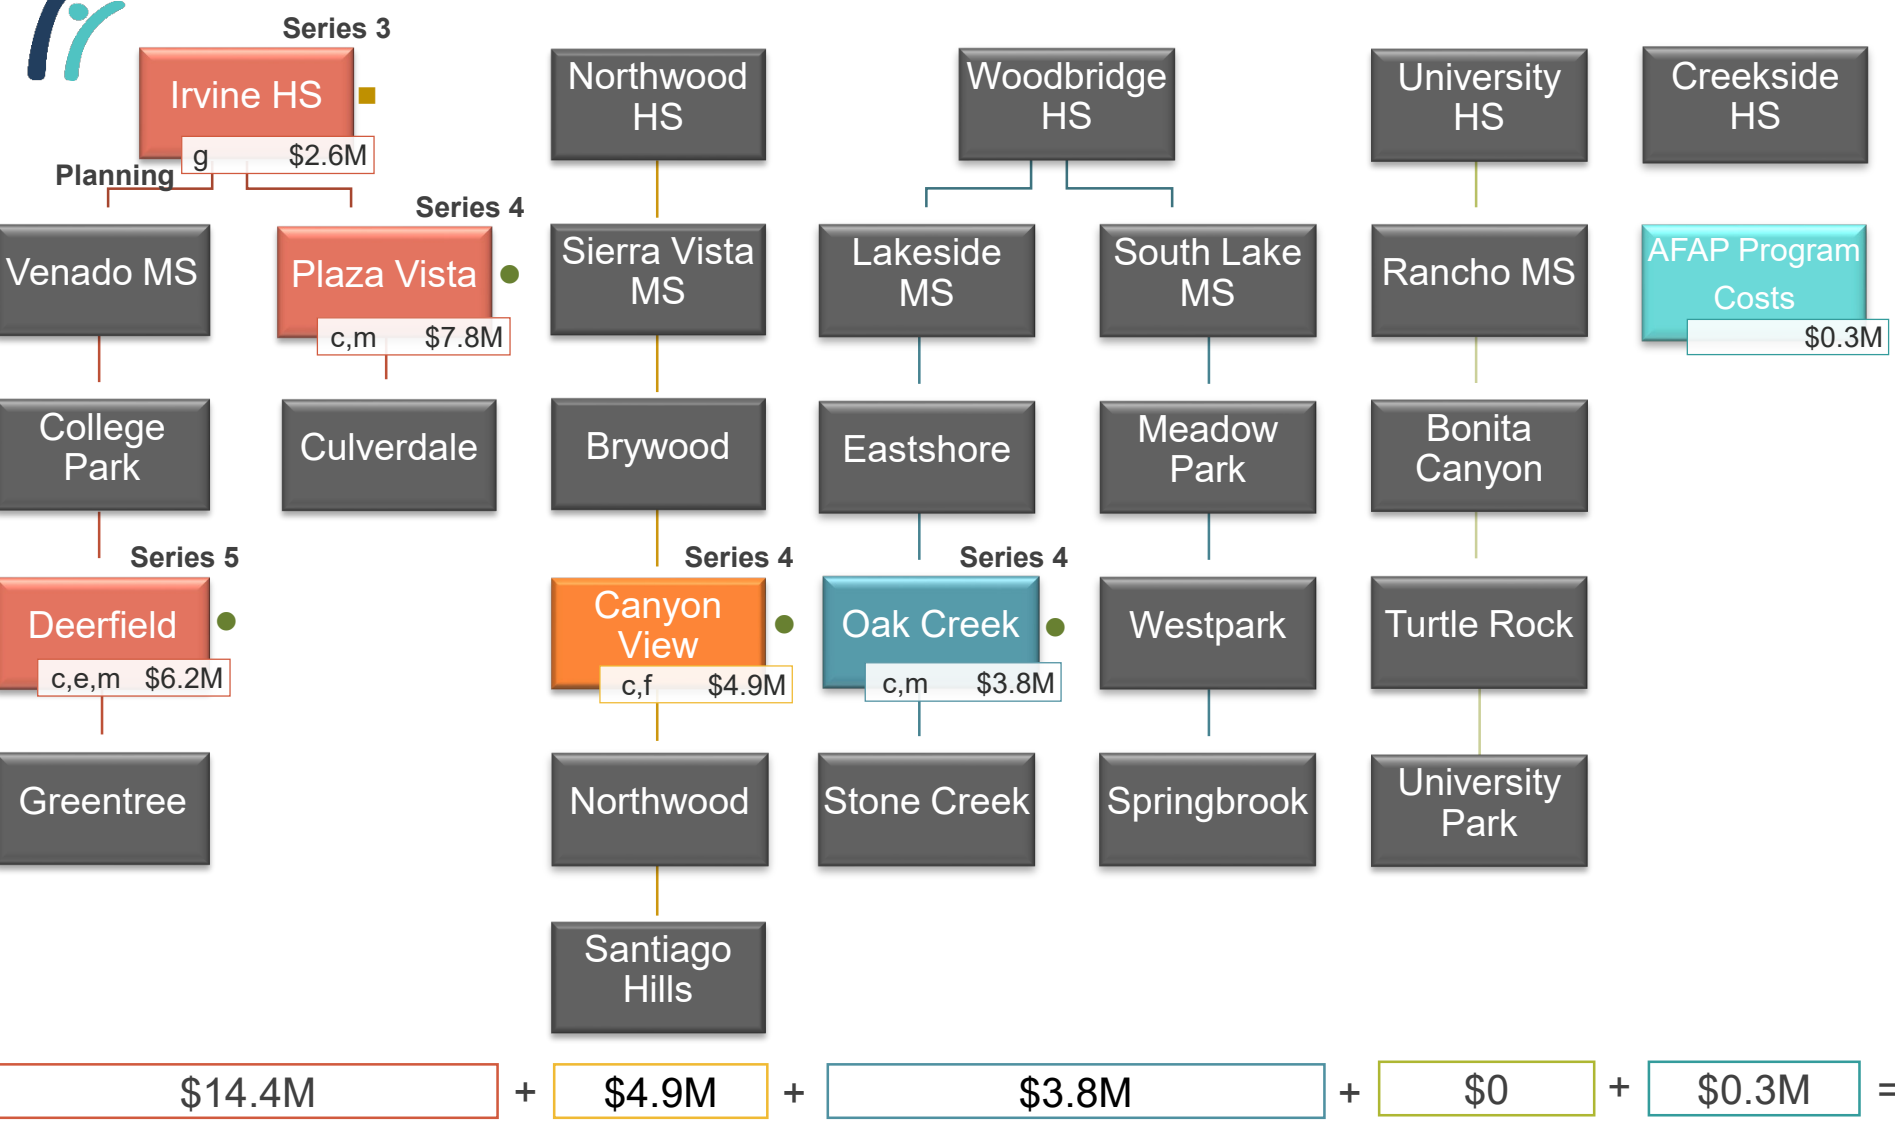 Series 3
Irvine HS
g $2.6M
Planning
Northwood
HS
Woodbridge
HS
University
HS
Creekside
HS
Series 4
Venado MS
Plaza Vista
c,m $7.8M
Sierra Vista
MS
Lakeside
MS
South Lake
MS
Rancho MS
AFAP Program
Costs
$0.3M
College
Park
Culverdale
Brywood
Eastshore
Meadow
Park
Bonita
Canyon
Series 5
Deerfield
c,e,m $6.2M
Series 4
Canyon
View
c,f $4.9M
Series 4
Oak Creek
c,m $3.8M
Westpark
Turtle Rock
Greentree
Northwood
Stone Creek
Springbrook
University
Park
Santiago
Hills
$14.4M + $4.9M + $3.8M + $0 + $0.3M =